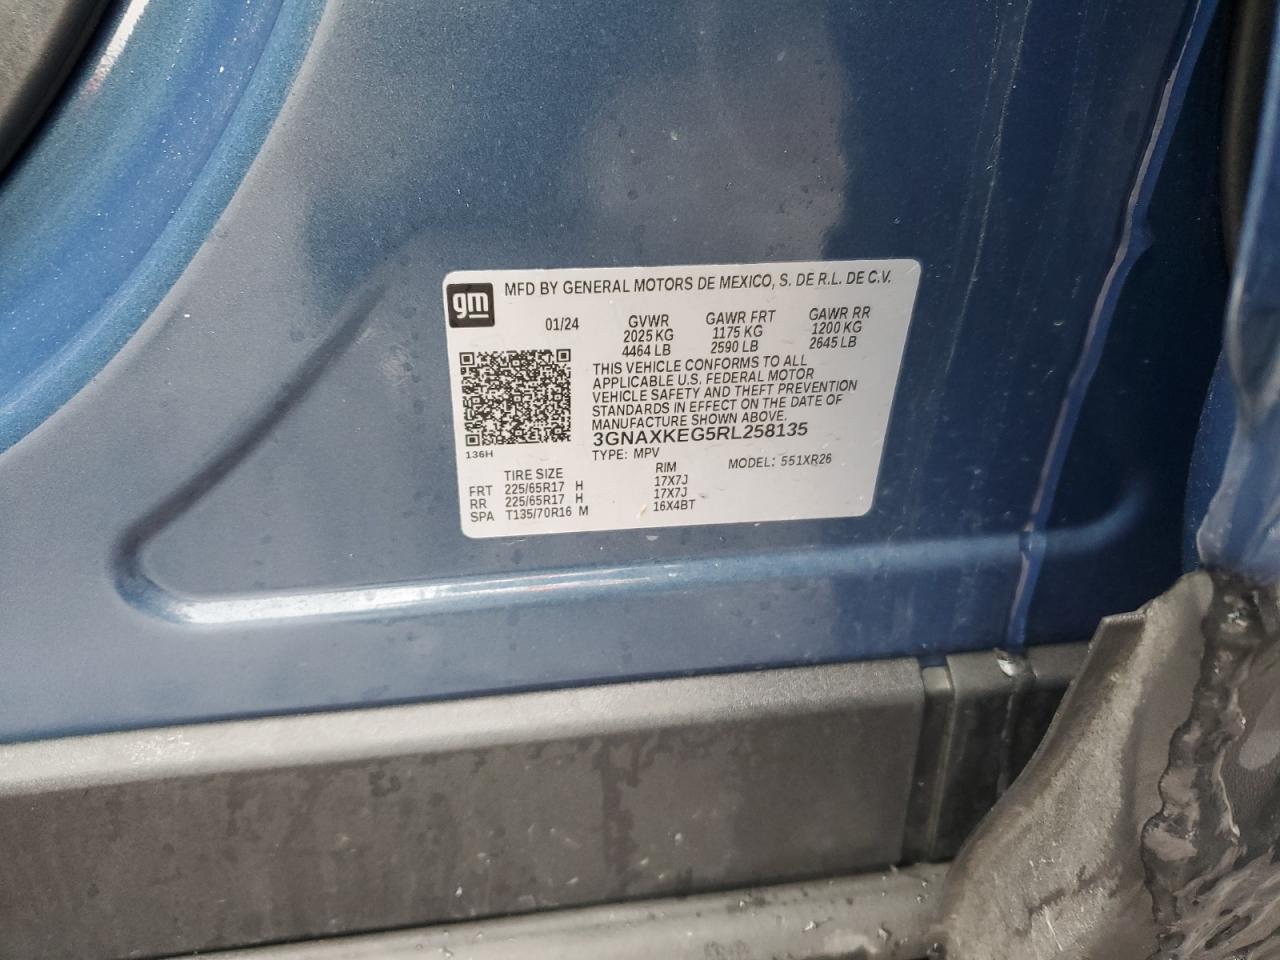 gm
MFD BY GENERAL MOTORS DE MEXICO, S. DE R.L. DE C.V.
01/24 GVWR GAWR FRT GAWR RR
2025 KG 1175 KG 1200 KG
4464 LB 2590 LB 2645 LB
THIS VEHICLE CONFORMS TO ALL
APPLICABLE U.S. FEDERAL MOTOR
VEHICLE SAFETY AND THEFT PREVENTION
STANDARDS IN EFFECT ON THE DATE OF
MANUFACTURE SHOWN ABOVE.
3GNAXKEG5RL258135
136H
TYPE: MPV MODEL: 551XR26
TIRE SIZE RIM
FRT 225/65R17 H 17X7J
RR 225/65R17 H 17X7J
SPA T135/70R16 M 16X4BT